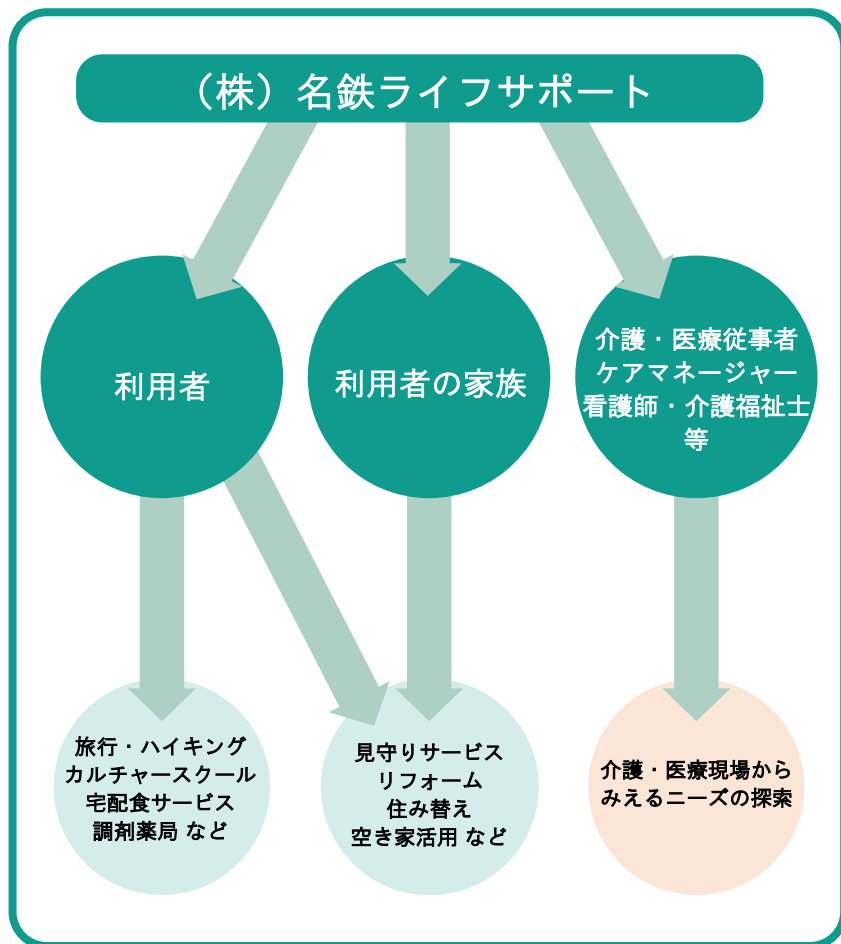 （株）名鉄ライフサポート
利用者
利用者の家族
介護・医療従事者
ケアマネージャー
看護師・介護福祉士
等
旅行・ハイキング
カルチャースクール
宅配食サービス
調剤薬局 など
見守りサービス
リフォーム
住み替え
空き家活用 など
介護・医療現場から
みえるニーズの探索